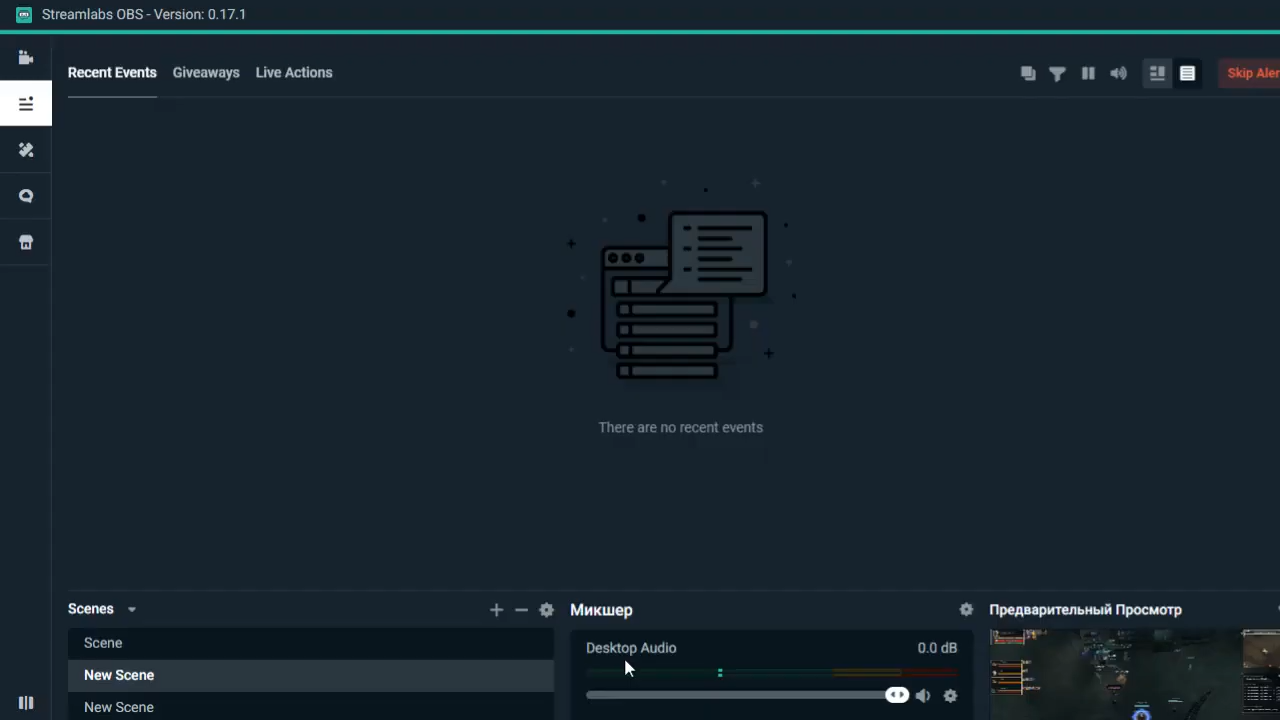 Streamlabs OBS - Version: 0.17.1
Recent Events
Giveaways
Live Actions
Skip Aler
There are no recent events
Scenes
Микшер
Предварительный Просмотр
Scene
Desktop Audio
0.0 dB
New Scene
New Scene